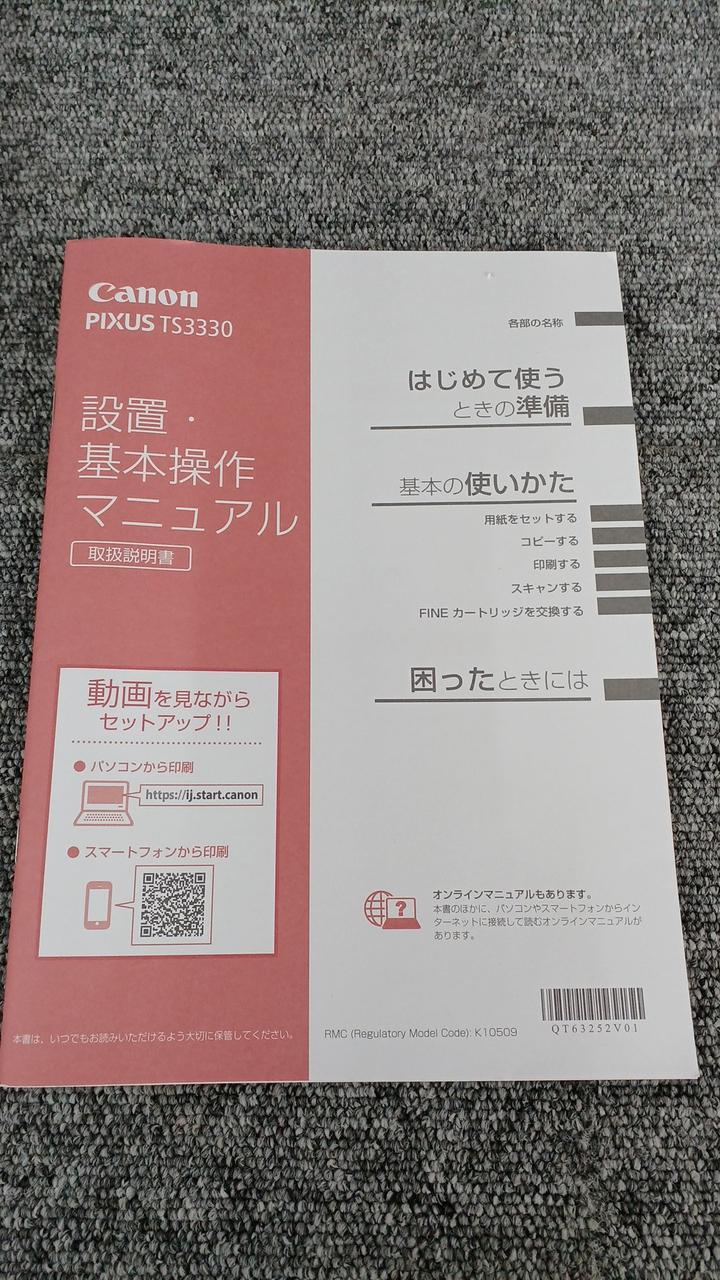 Canon
PIXUS TS3330
設置・
基本操作
マニュアル
取扱説明書
動画を見ながら
セットアップ!!
● パソコンから印刷
https://ij.start.canon
● スマートフォンから印刷
本書は、いつでもお読みいただけるよう大切に保管してください。
各部の名称
はじめて使う
ときの準備
基本の使いかた
用紙をセットする
コピーする
印刷する
スキャンする
FINE カートリッジを交換する
困ったときには
?
オンラインマニュアルもあります。
本書のほかに、パソコンやスマートフォンからイン
ターネットに接続して読むオンラインマニュアルが
あります。
RMC (Regulatory Model Code): K10509
QT63252V01